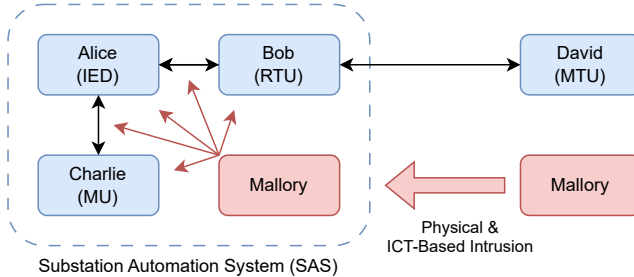 Alice
(IED)
Bob
(RTU)
David
(MTU)
Charlie
(MU)
Mallory
Mallory
Physical &
ICT-Based Intrusion
Substation Automation System (SAS)